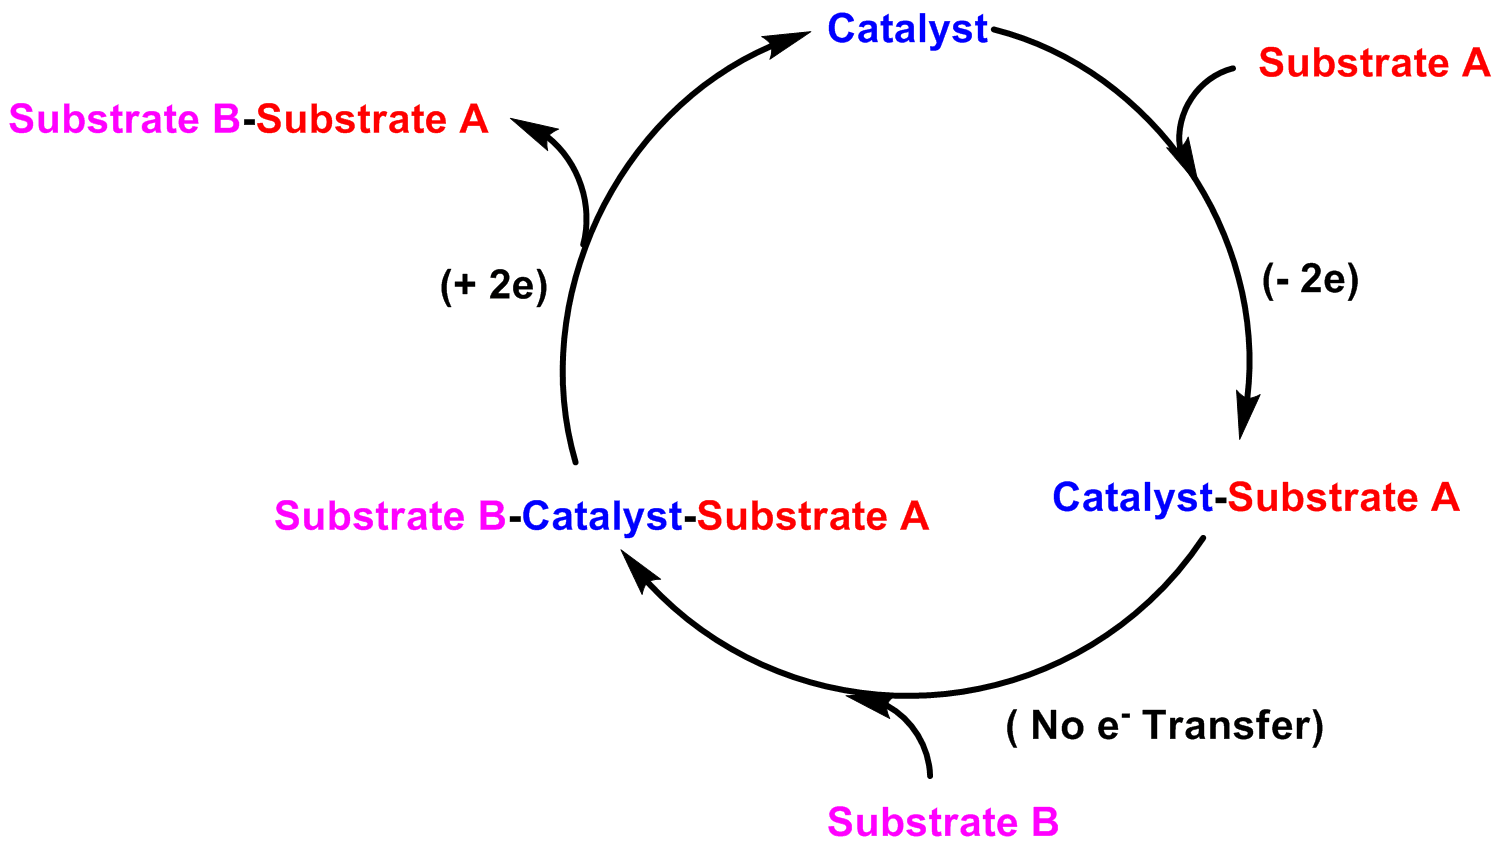 Catalyst
Substrate A
Substrate B-Substrate A
(+ 2e)
(- 2e)
Catalyst-Substrate A
Substrate B-Catalyst-Substrate A
( No e⁻ Transfer)
Substrate B